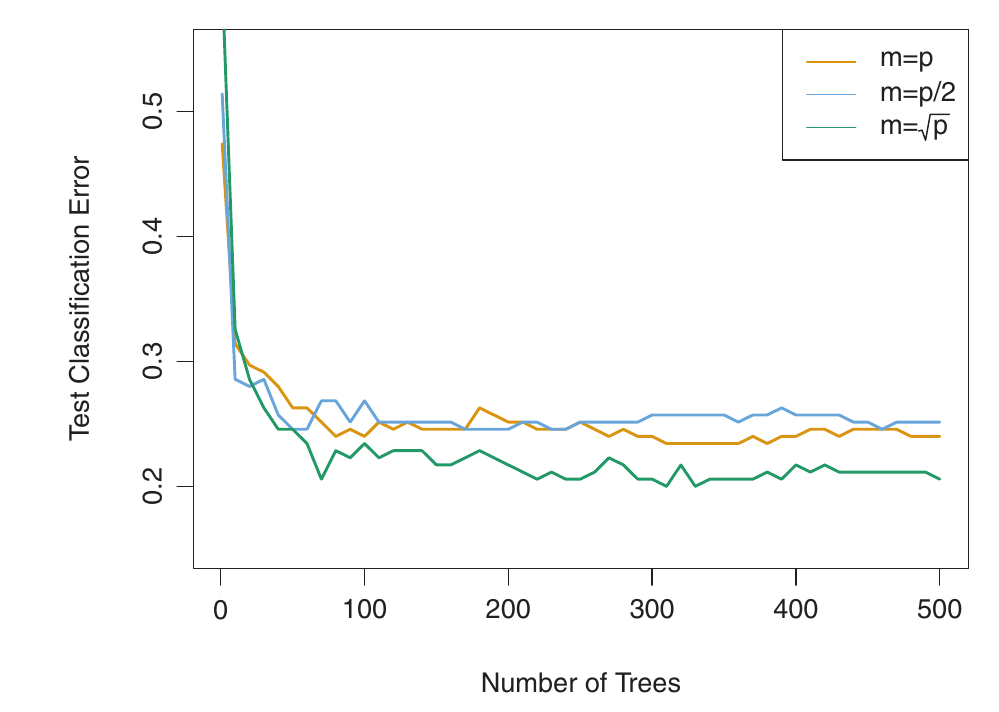 m=p
m=p/2
m=√p
0.5
0.4
0.3
0.2
Test Classification Error
0 100 200 300 400 500
Number of Trees